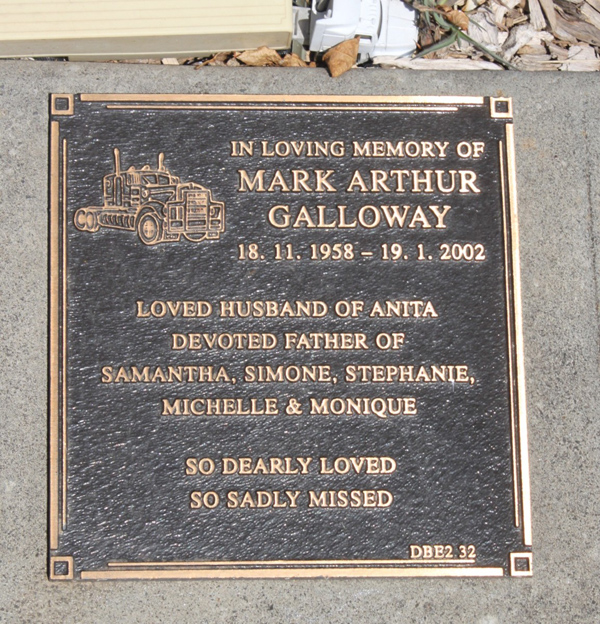 IN LOVING MEMORY OF
MARK ARTHUR
GALLOWAY
18. 11. 1958 – 19. 1. 2002
LOVED HUSBAND OF ANITA
DEVOTED FATHER OF
SAMANTHA, SIMONE, STEPHANIE,
MICHELLE & MONIQUE
SO DEARLY LOVED
SO SADLY MISSED
DBE2 32